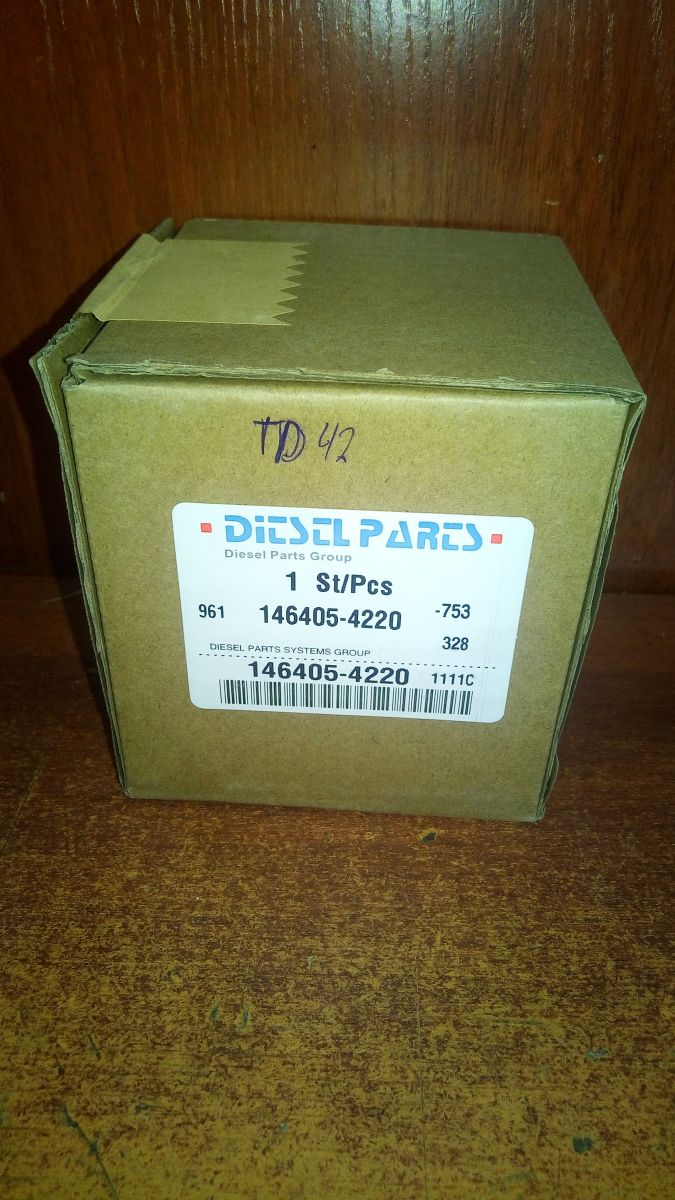 TD 42
DIESEL PARTS
Diesel Parts Group
1 St/Pcs
961 146405-4220 -753
328
DIESEL PARTS SYSTEMS GROUP
146405-4220 1111C